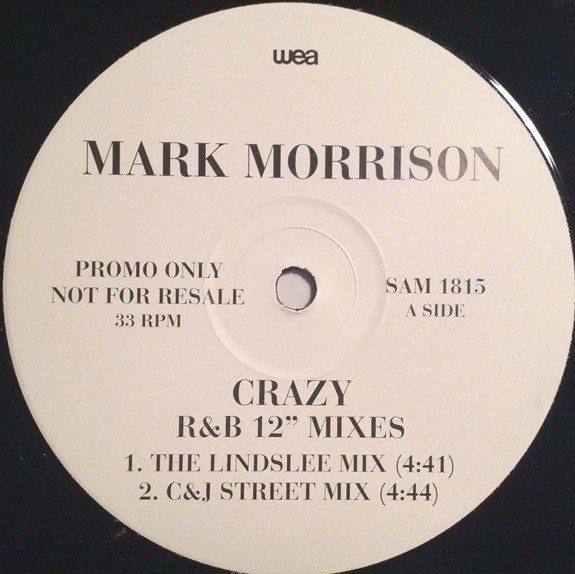 wea
MARK MORRISON
PROMO ONLY
NOT FOR RESALE
33 RPM
SAM 1815
A SIDE
CRAZY
R&B 12” MIXES
1. THE LINDSLEE MIX (4:41)
2. C&J STREET MIX (4:44)